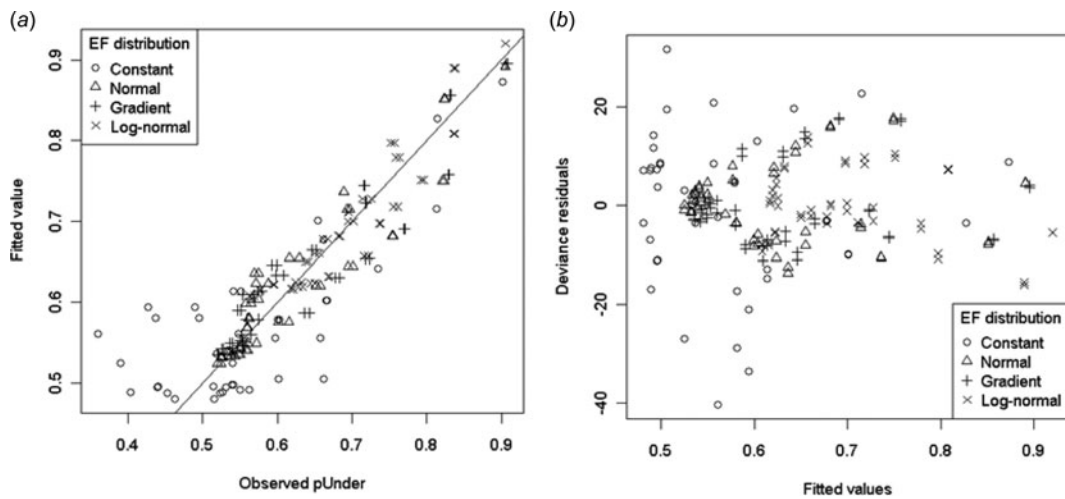 (a)
EF distribution
Constant
Normal
Gradient
Log-normal
Fitted value
0.9
0.8
0.7
0.6
0.5
0.4 0.5 0.6 0.7 0.8 0.9
Observed pUnder
(b)
Deviance residuals
20
0
-20
-40
EF distribution
Constant
Normal
Gradient
Log-normal
0.5 0.6 0.7 0.8 0.9
Fitted values